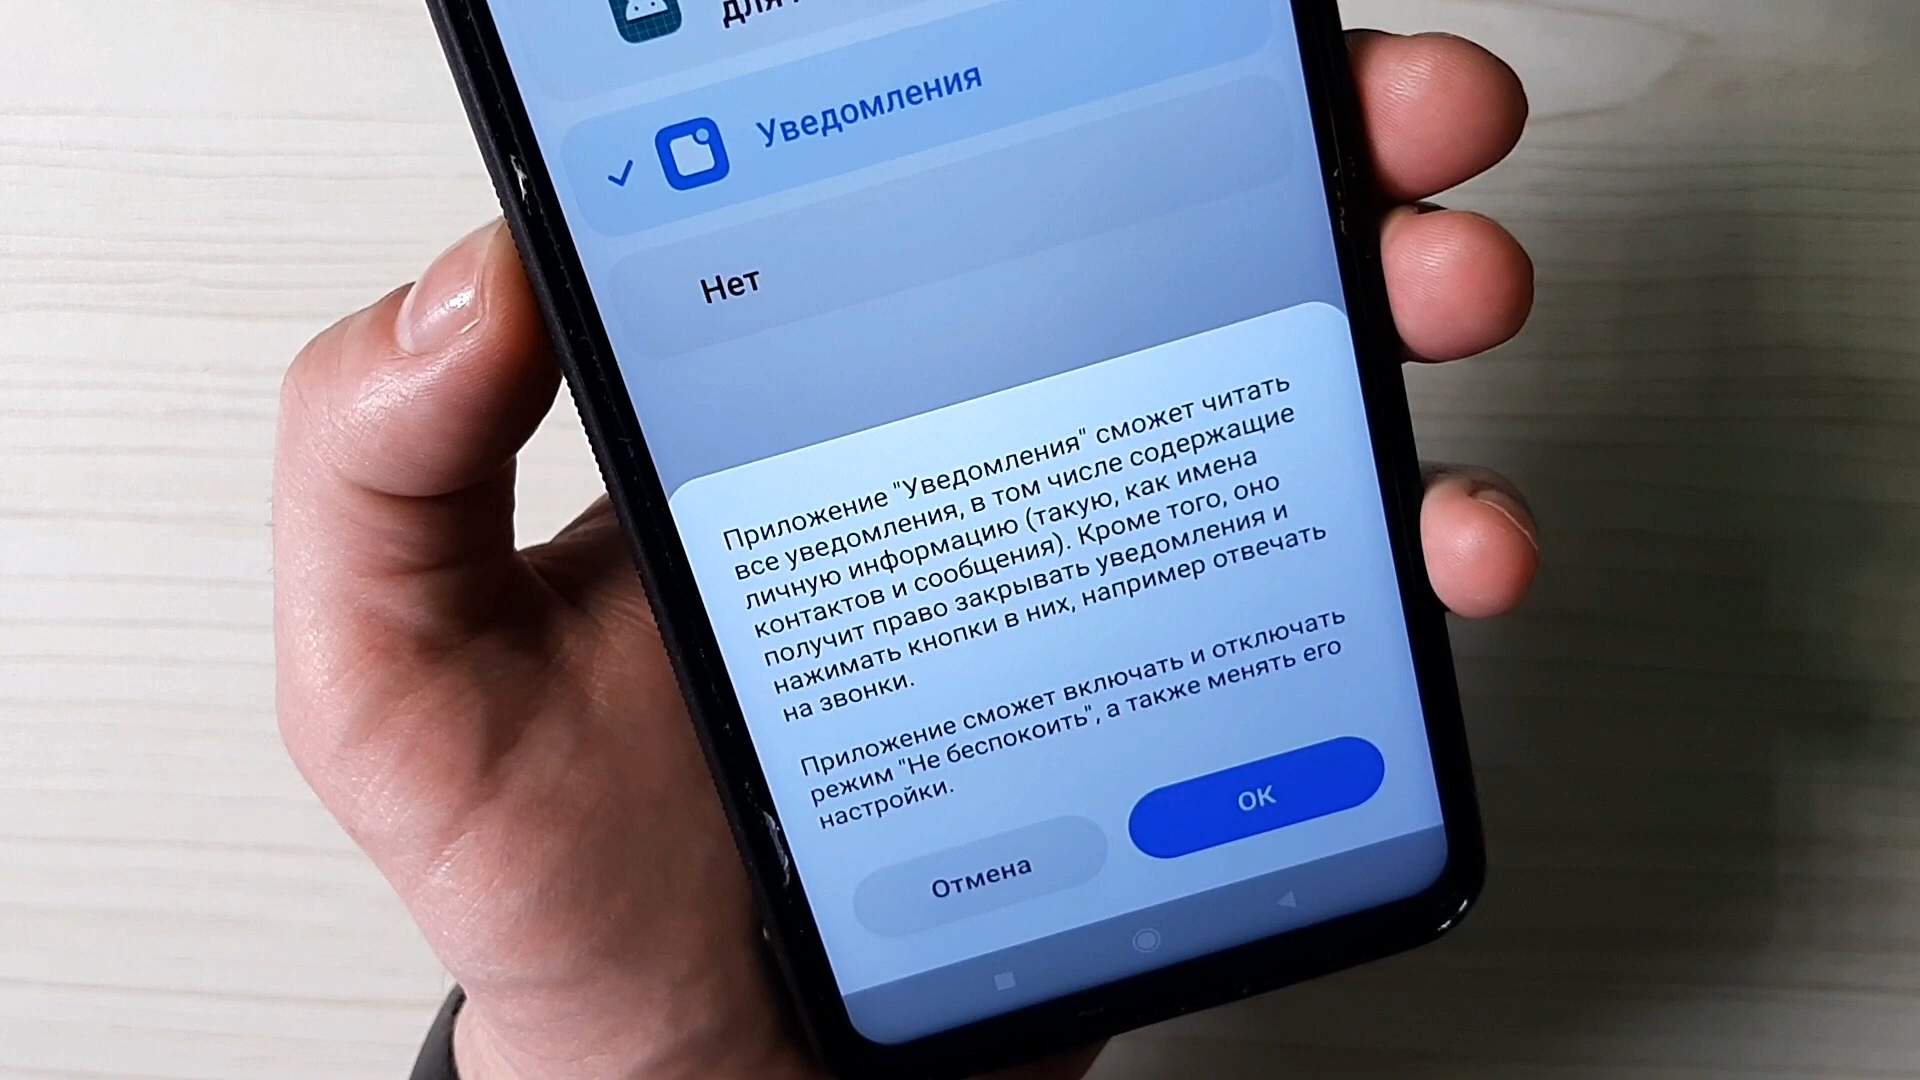 для
Уведомления
Нет
Приложение "Уведомления" сможет читать
все уведомления, в том числе содержащие
личную информацию (такую, как имена
контактов и сообщения). Кроме того, оно
получит право закрывать уведомления и
нажимать кнопки в них, например отвечать
на звонки.
Приложение сможет включать и отключать
режим "Не беспокоить", а также менять его
настройки.
Отмена
ОК